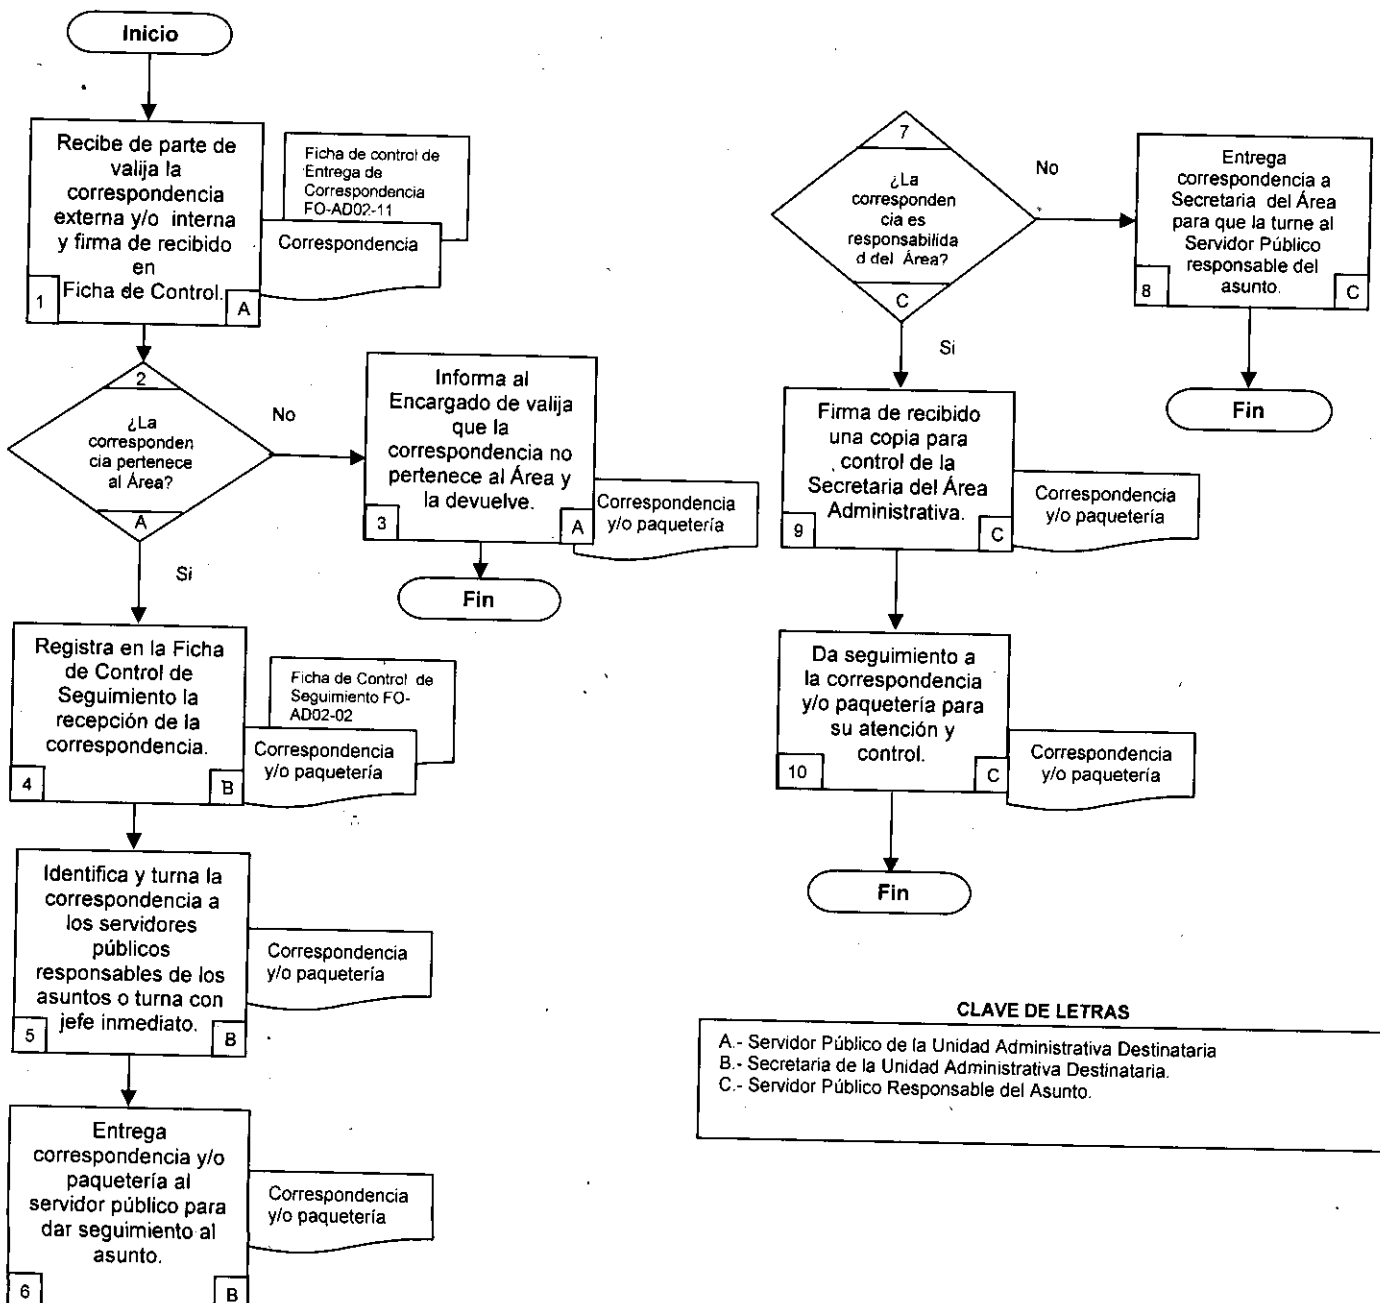 Inicio
Recibe de parte de
valija la
correspondencia
externa y/o interna
y firma de recibido
en
Ficha de Control.
1
A
Ficha de control de
Entrega de
Correspondencia
FO-AD02-11
Correspondencia
2
¿La
corresponden
cia pertenece
al Área?
A
No
Si
Informa al
Encargado de valija
que la
correspondencia no
pertenece al Área y
la devuelve.
3
A
Correspondencia
y/o paquetería
Fin
Registra en la Ficha
de Control de
Seguimiento la
recepción de la
correspondencia.
4
B
Ficha de Control de
Seguimiento FO-
AD02-02
Correspondencia
y/o paquetería
Identifica y turna la
correspondencia a
los servidores
públicos
responsables de los
asuntos o turna con
jefe inmediato.
5
B
Correspondencia
y/o paquetería
Entrega
correspondencia y/o
paquetería al
servidor público para
dar seguimiento al
asunto.
6
B
Correspondencia
y/o paquetería
7
¿La
corresponden
cia es
responsabilida
d del Área?
C
No
Si
Entrega
correspondencia a
Secretaria del Área
para que la turne al
Servidor Público
responsable del
asunto.
8
C
Fin
Firma de recibido
una copia para
control de la
Secretaria del Área
Administrativa.
9
C
Correspondencia
y/o paquetería
Da seguimiento a
la correspondencia
y/o paquetería para
su atención y
control.
10
C
Correspondencia
y/o paquetería
Fin
CLAVE DE LETRAS
A.- Servidor Público de la Unidad Administrativa Destinataria
B.- Secretaria de la Unidad Administrativa Destinataria.
C.- Servidor Público Responsable del Asunto.